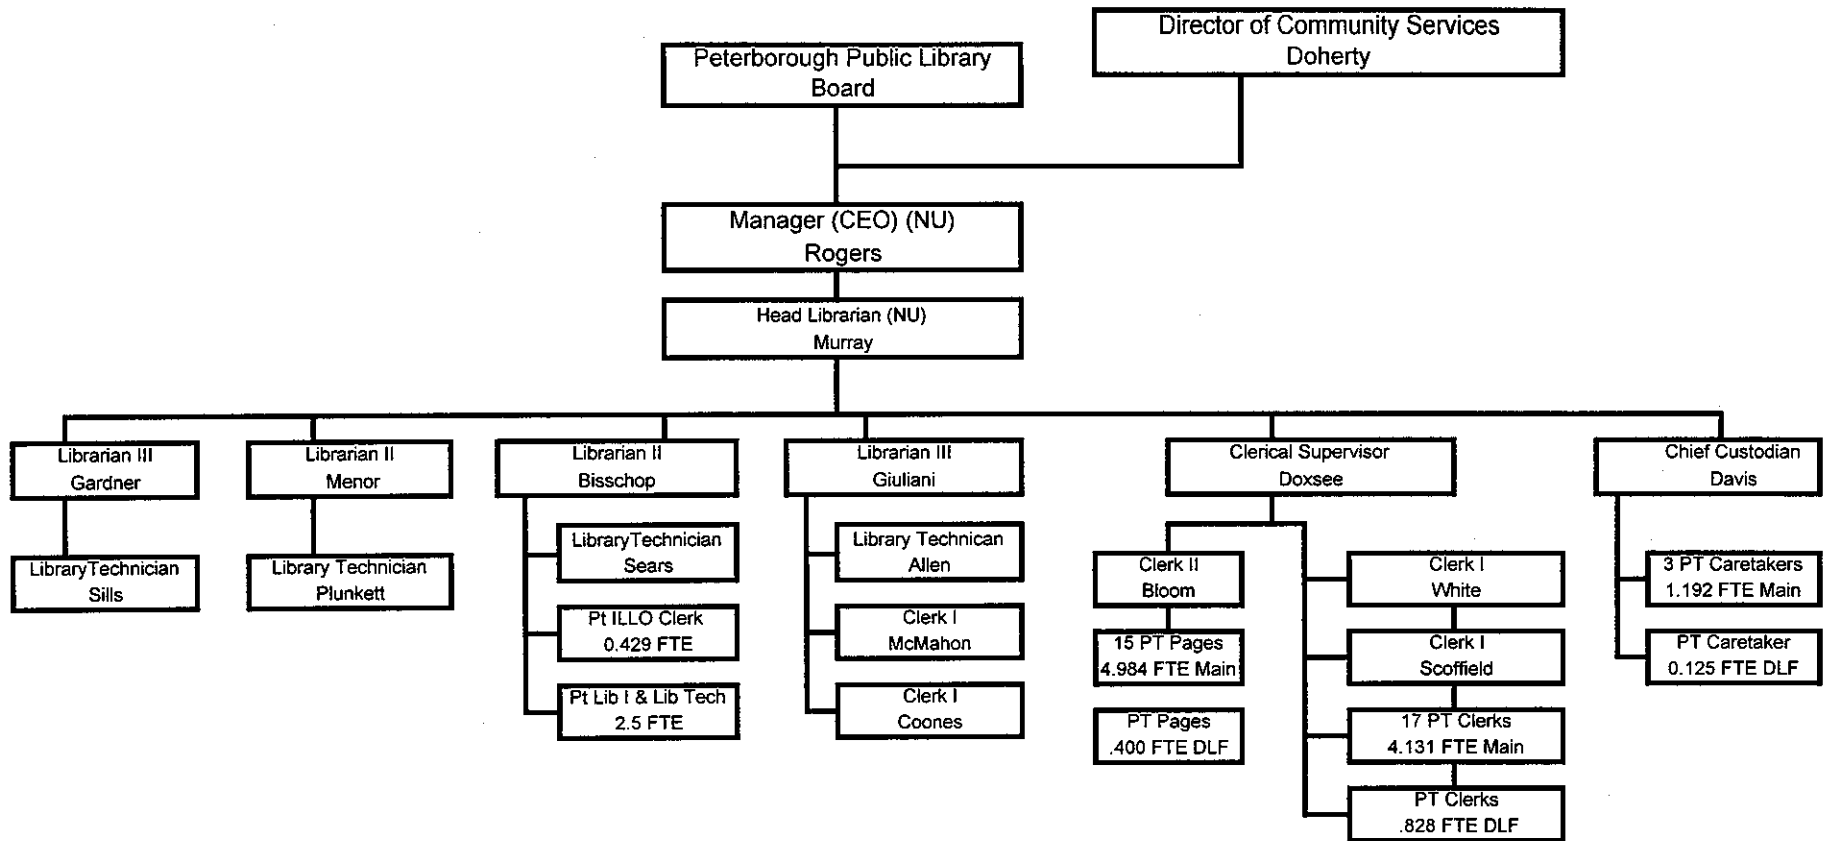 Director of Community Services
Doherty
Peterborough Public Library
Board
Manager (CEO) (NU)
Rogers
Head Librarian (NU)
Murray
Librarian III
Gardner
Librarian II
Menor
Librarian II
Bisschop
Librarian III
Giuliani
Clerical Supervisor
Doxsee
Chief Custodian
Davis
LibraryTechnician
Sills
Library Technician
Plunkett
LibraryTechnician
Sears
Pt ILLO Clerk
0.429 FTE
Pt Lib I & Lib Tech
2.5 FTE
Library Technican
Allen
Clerk I
McMahon
Clerk I
Coones
Clerk II
Bloom
15 PT Pages
4.984 FTE Main
PT Pages
.400 FTE DLF
Clerk I
White
Clerk I
Scoffield
17 PT Clerks
4.131 FTE Main
PT Clerks
.828 FTE DLF
3 PT Caretakers
1.192 FTE Main
PT Caretaker
0.125 FTE DLF